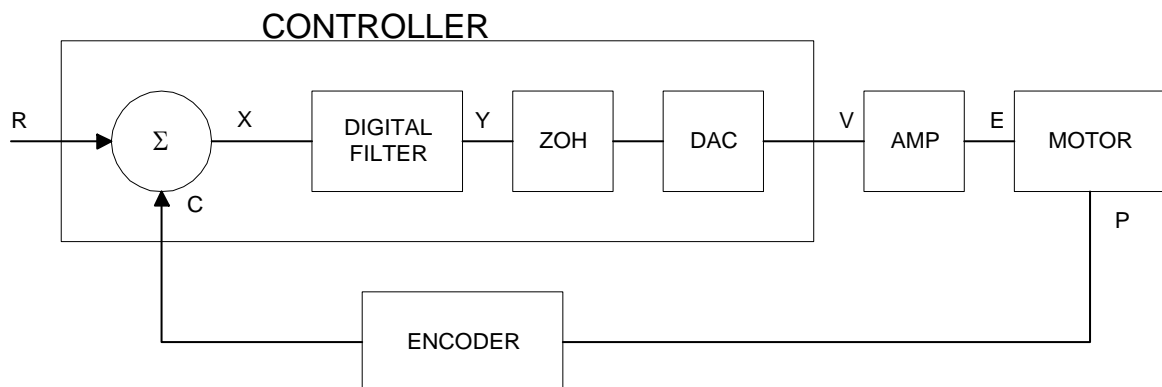 CONTROLLER
R
Σ
X
DIGITAL
FILTER
Y
ZOH
DAC
V
AMP
E
MOTOR
C
P
ENCODER